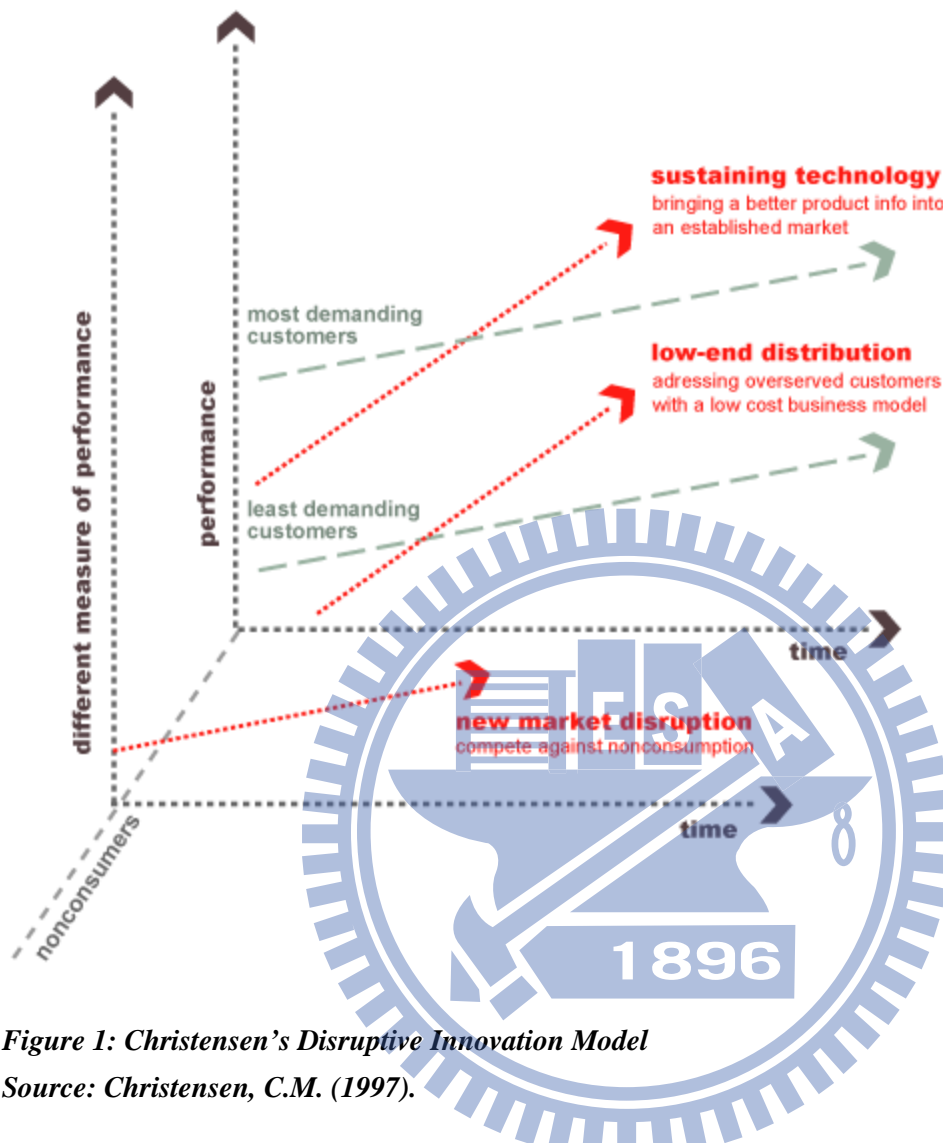 sustaining technology
bringing a better product info into
an established market
most demanding
customers
low-end distribution
adressing overserved customers
with a low cost business model
different measure of performance
performance
least demanding
customers
time
new market disruption
compete against nonconsumption
time
nonconsumers
E S A
8
1896
Figure 1: Christensen’s Disruptive Innovation Model
Source: Christensen, C.M. (1997).